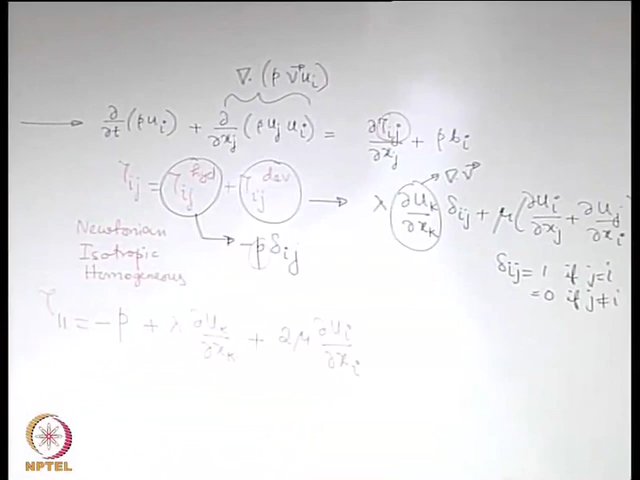 ∇·(ρ V⃗ u_i)
∂/∂t (ρu_i) + ∂/∂x_j (ρu_j u_i) = ∂τ_ij/∂x_j + ρb_i
τ_ij = τ_ij^hyd + τ_ij^dev → λ ∂u_k/∂x_k δ_ij + μ(∂u_i/∂x_j + ∂u_j/∂x_i)
∇·V⃗
-pδ_ij
Newtonian
Isotropic
Homogeneous
δ_ij = 1 if j=i
=0 if j≠i
τ_11 = -p + λ ∂u_k/∂x_k + 2μ ∂u_i/∂x_i
NPTEL